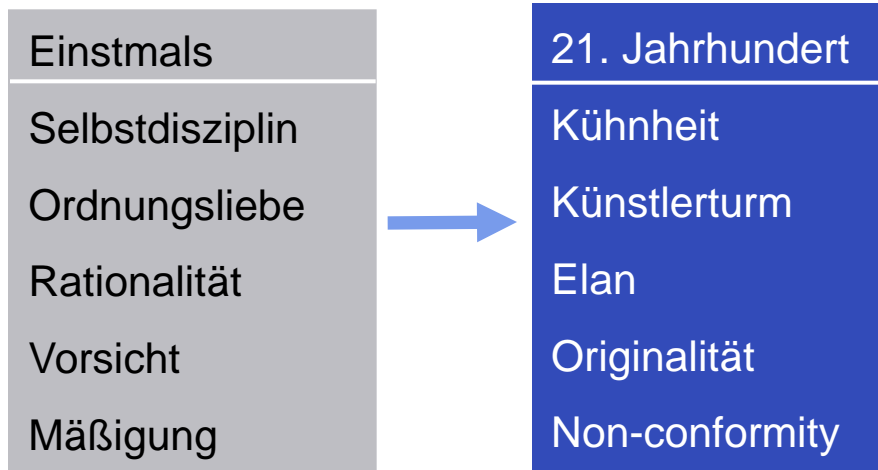 Einstmals
Selbstdisziplin
Ordnungsliebe
Rationalität
Vorsicht
Mäßigung
21. Jahrhundert
Kühnheit
Künstlerturm
Elan
Originalität
Non-conformity